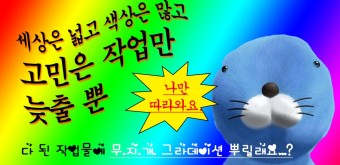 세상은 넓고 색상은 많고
고민은 작업만
늦출 뿐
나만
따라와요
다 된 작업물에 무.지.개. 그라데이션 뿌릴래요...?